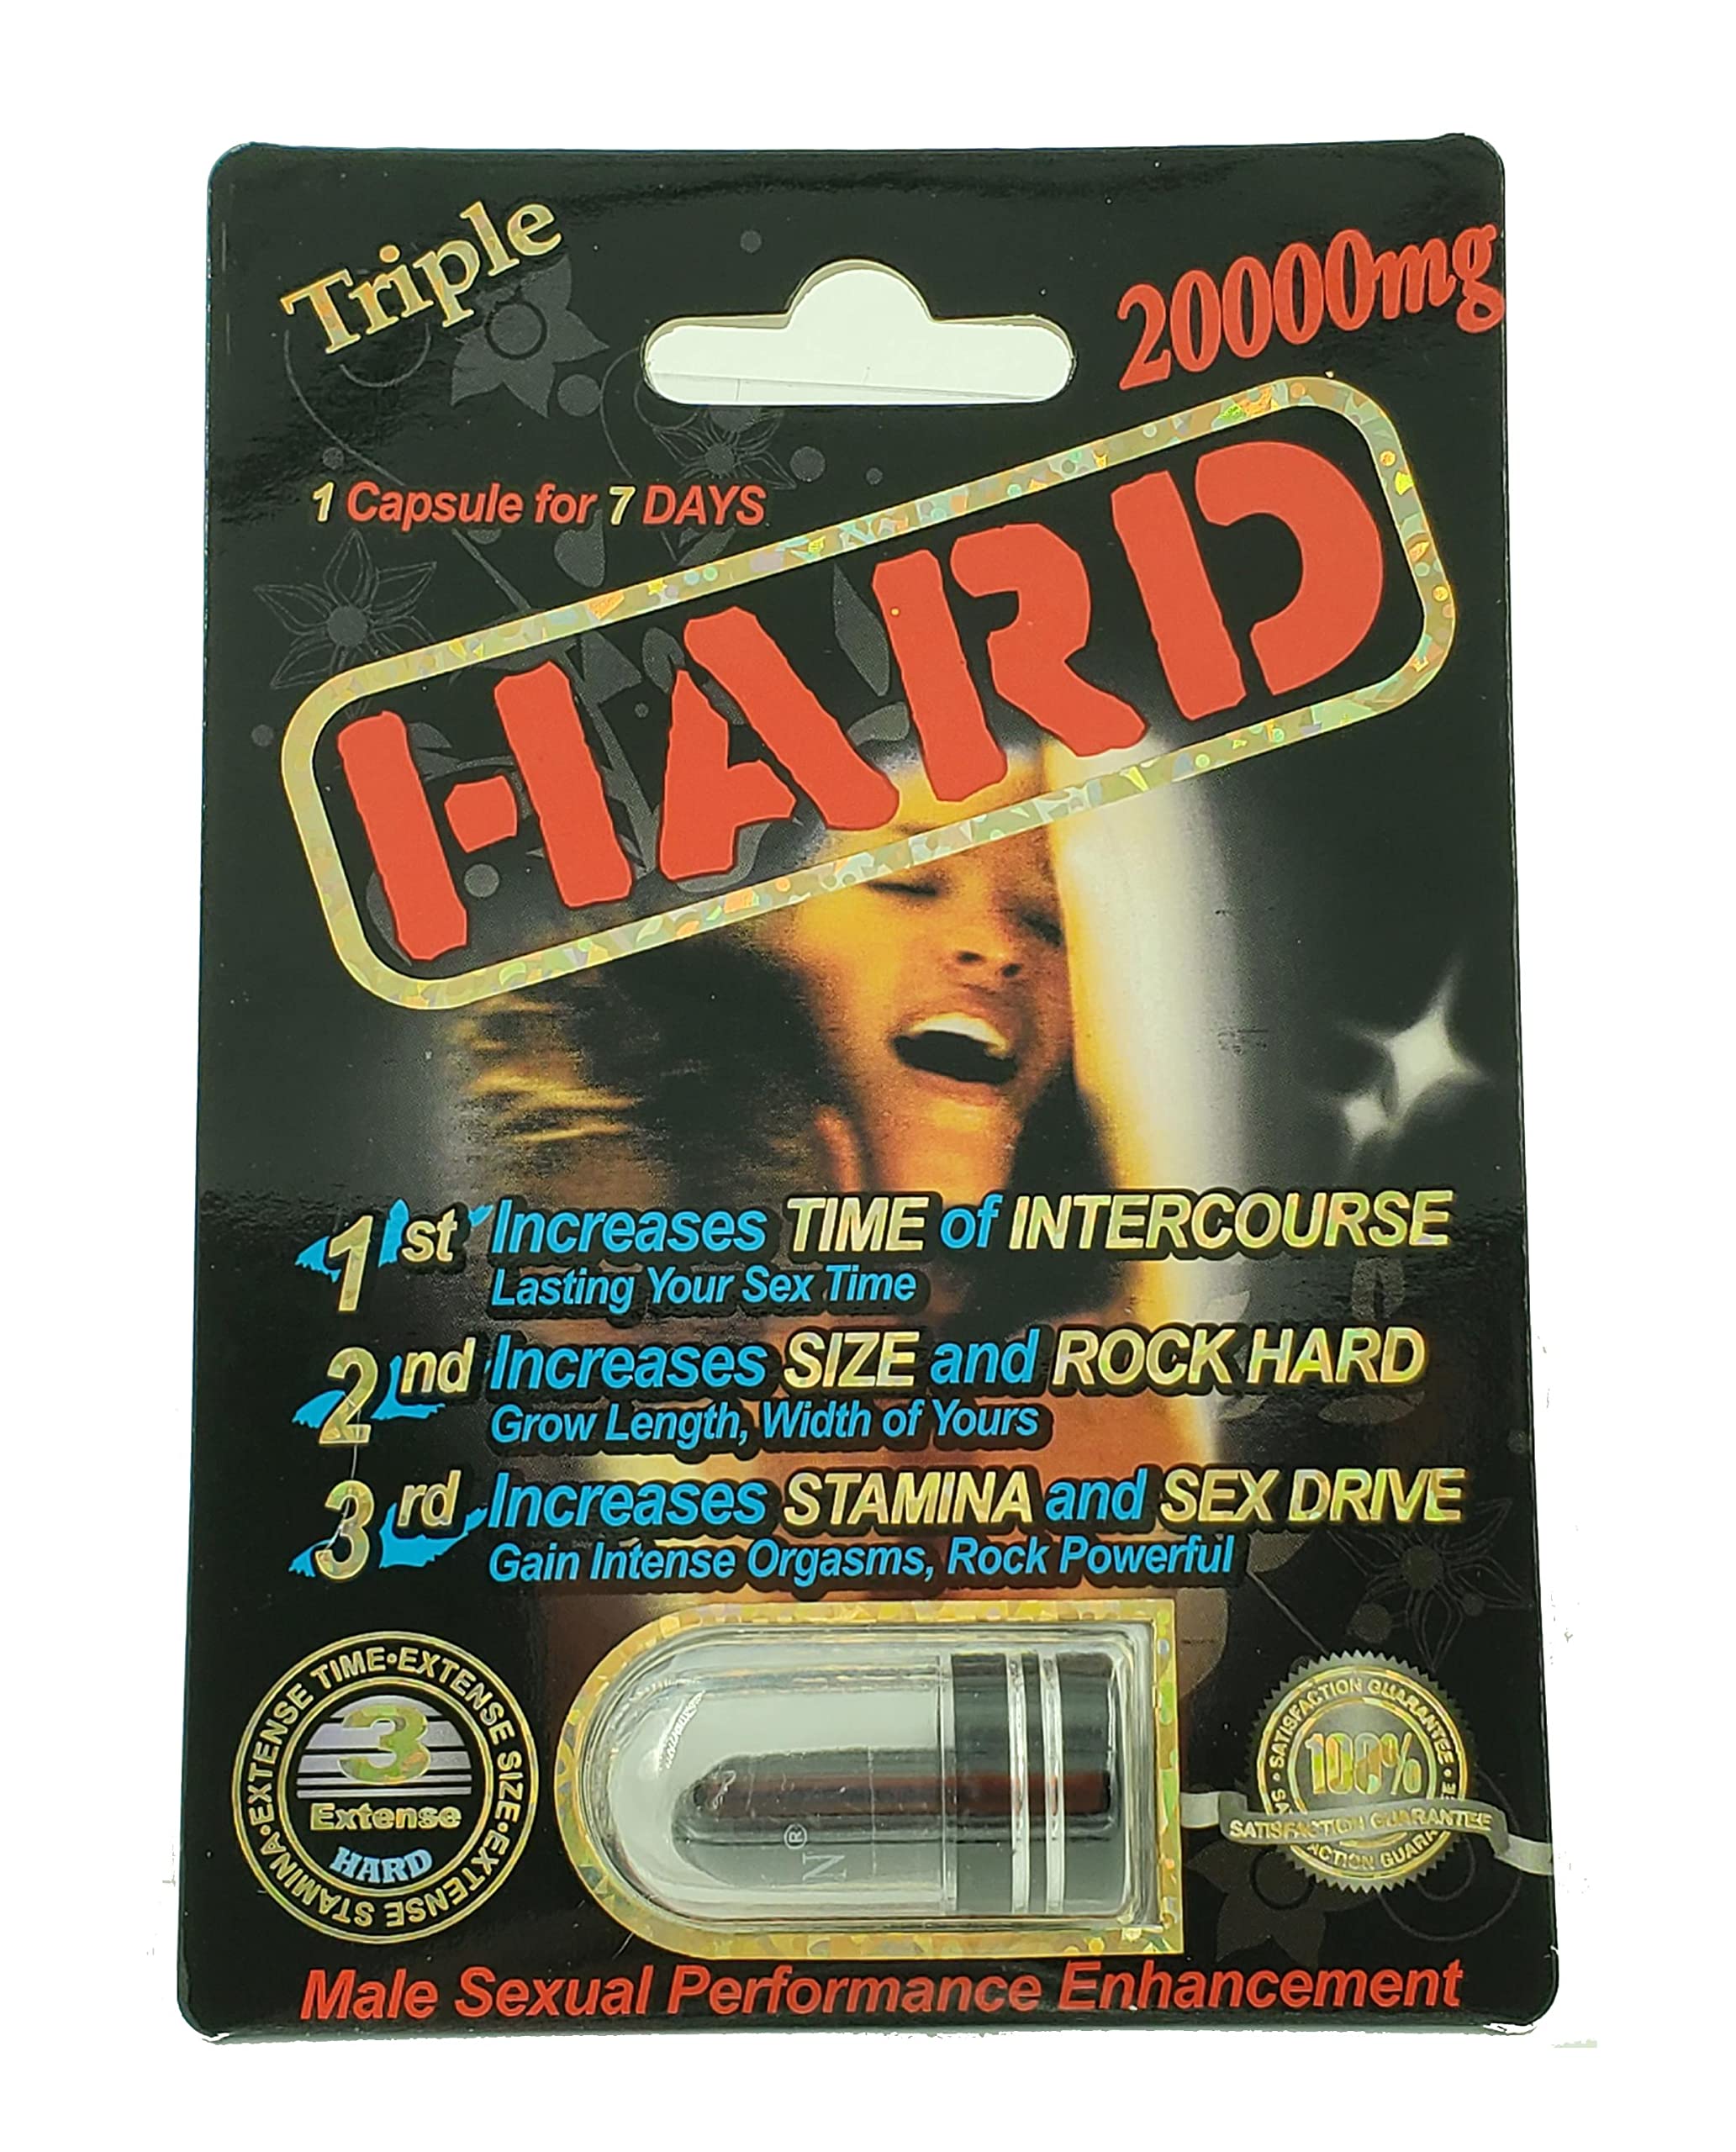 Triple
20000mg
1 Capsule for 7 DAYS
HARD
1st Increases TIME of INTERCOURSE
Lasting Your Sex Time
2nd Increases SIZE and ROCK HARD
Grow Length, Width of Yours
3rd Increases STAMINA and SEX DRIVE
Gain Intense Orgasms, Rock Powerful
EXTENSE TIME•EXTENSE SIZE•EXTENSE STAMINA•
3
Extense
HARD
N®
SATISFACTION GUARANTEE
100%
SATISFACTION GUARANTEE
Male Sexual Performance Enhancement